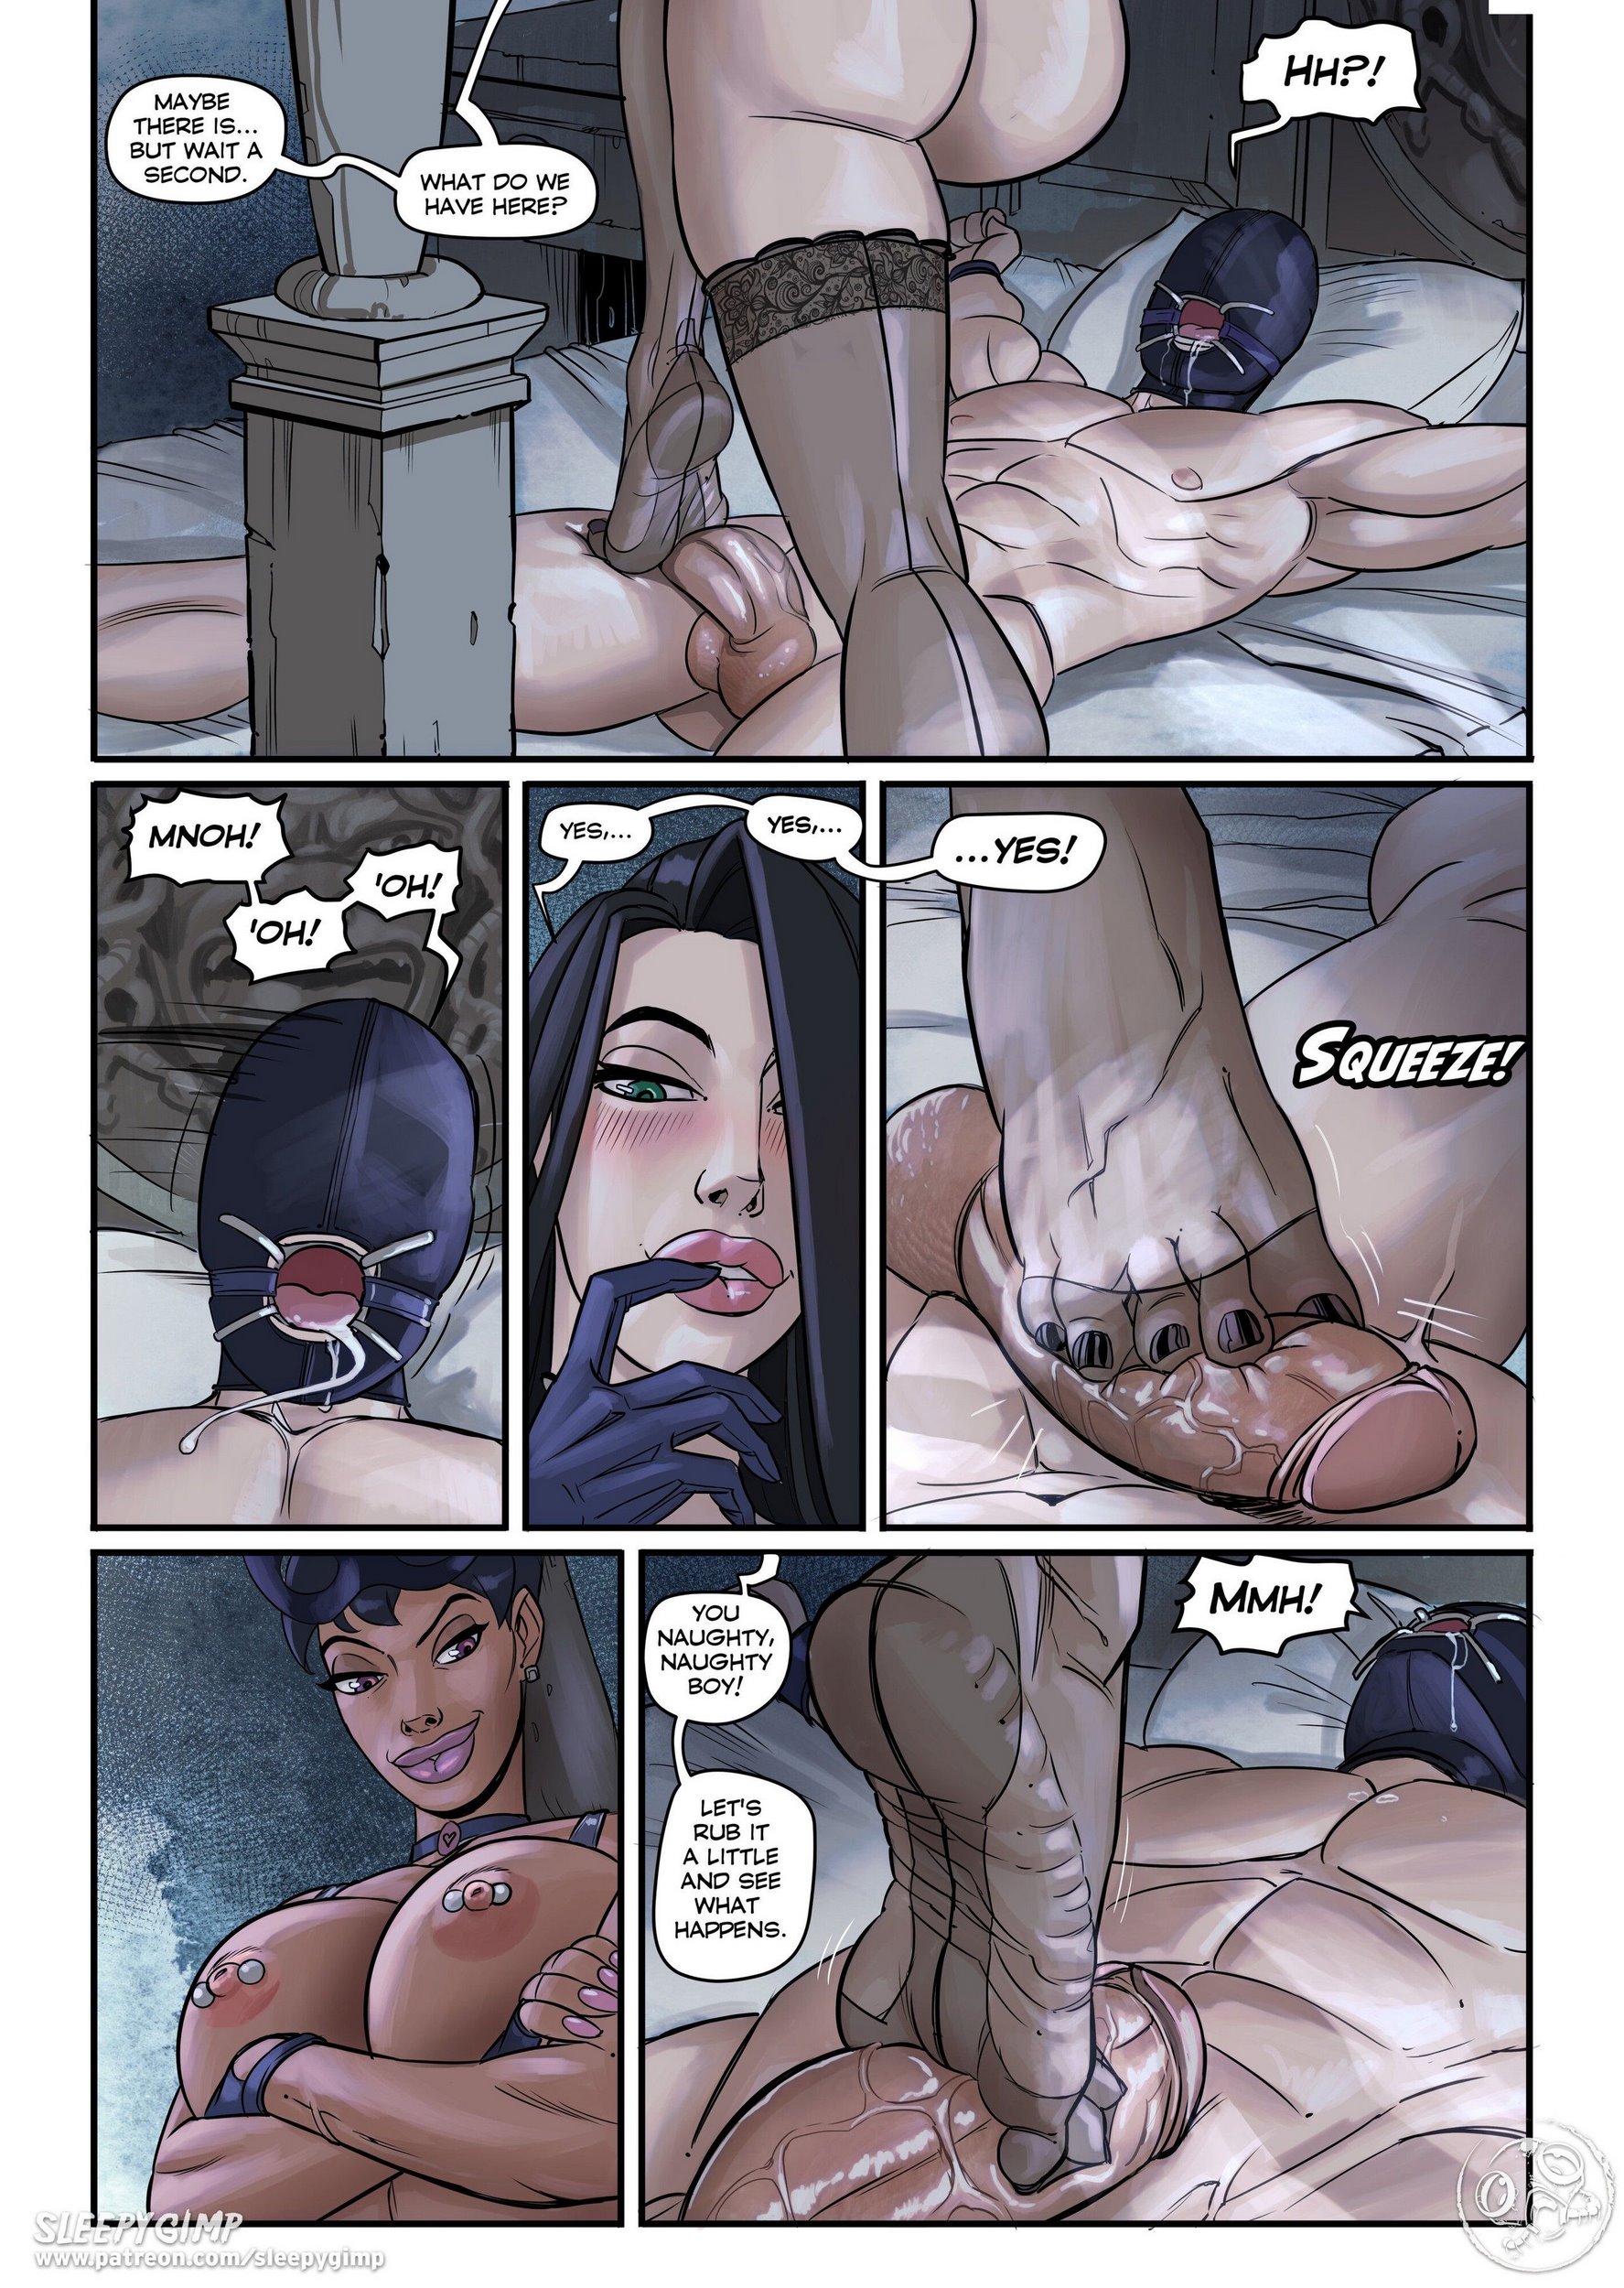 MAYBE
THERE IS...
BUT WAIT A
SECOND.
WHAT DO WE
HAVE HERE?
HH?!
MNOH!
'OH!
'OH!
YES,...
YES,...
...YES!
SQUEEZE!
YOU
NAUGHTY,
NAUGHTY
BOY!
LET'S
RUB IT
A LITTLE
AND SEE
WHAT
HAPPENS.
MMH!
SLEEPYGIMP
www.patreon.com/sleepygimp